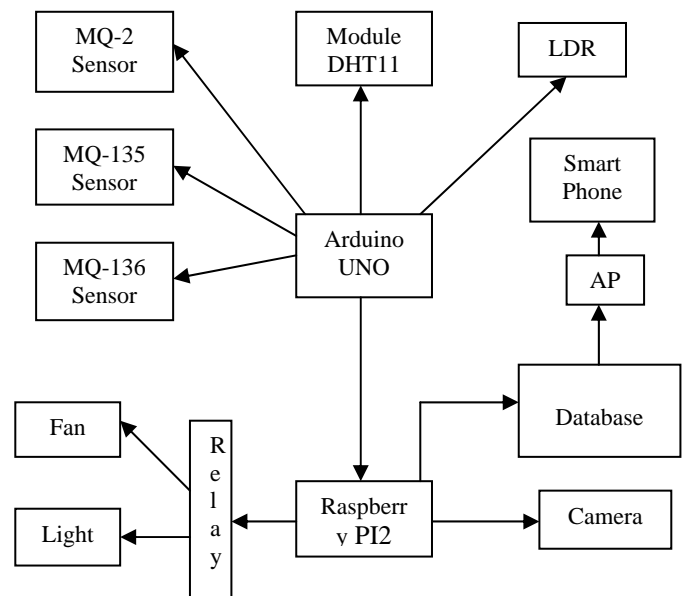 MQ-2
Sensor
Module
DHT11
LDR
MQ-135
Sensor
Smart
Phone
MQ-136
Sensor
Arduino
UNO
AP
Database
Fan
R
e
l
a
y
Raspberr
y PI2
Light
Camera